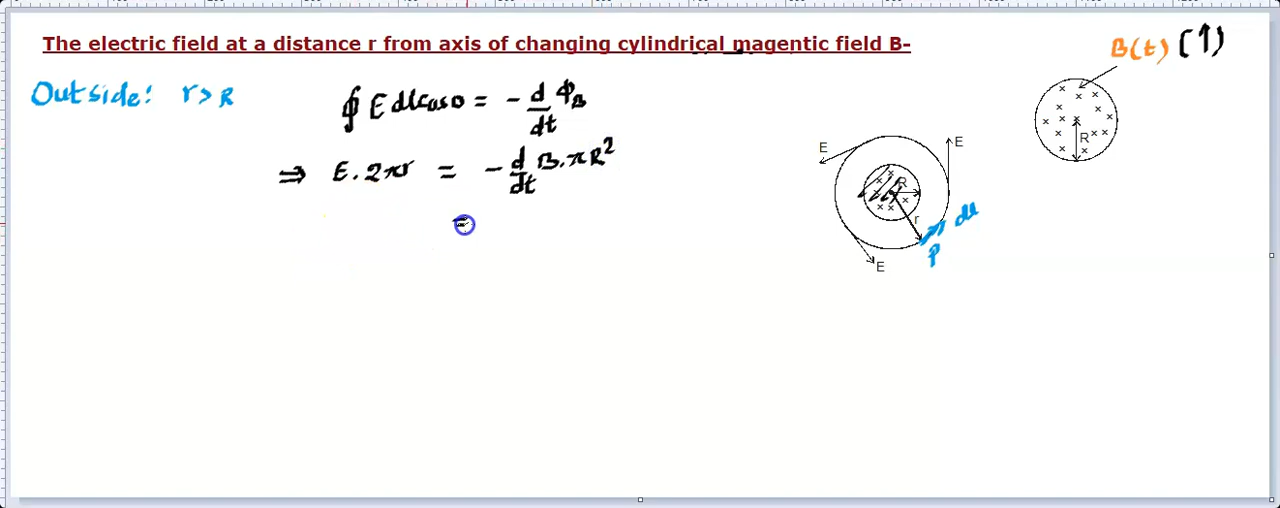 The electric field at a distance r from axis of changing cylindrical magentic field B-
B(t) (↑)
Outside: r>R
∮ E dl cos 0 = - d/dt Φ_B
⇒ E. 2πr = - d/dt B. πR²
=
R
E
E
R
r
dl
P
E